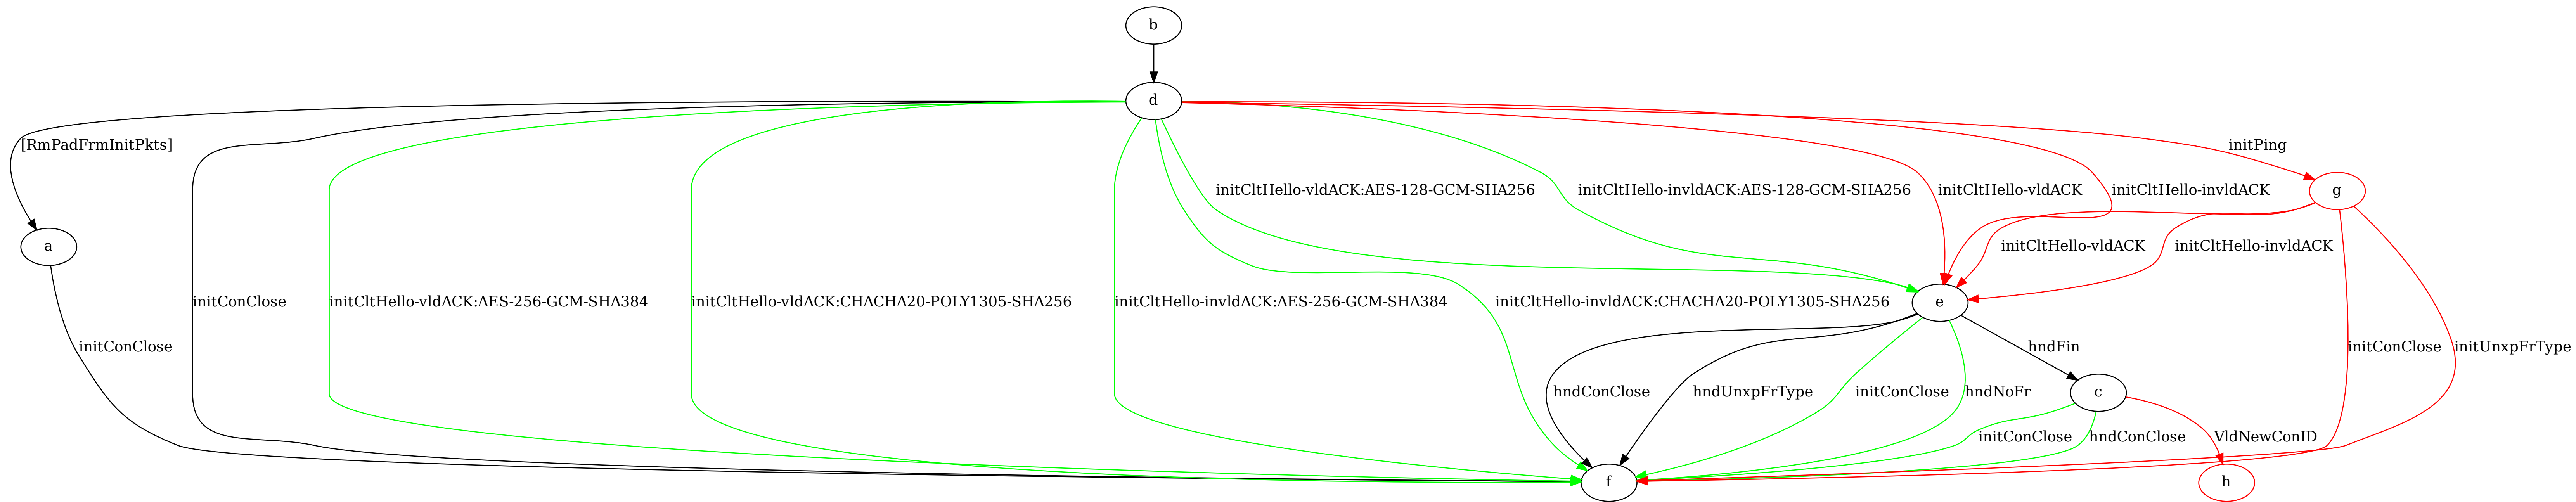 b
d
[RmPadFrmInitPkts]
initPing
initCltHello-vldACK:AES-128-GCM-SHA256
initCltHello-invldACK:AES-128-GCM-SHA256
initCltHello-vldACK
initCltHello-invldACK
g
a
initCltHello-vldACK
initCltHello-invldACK
initConClose
initCltHello-vldACK:AES-256-GCM-SHA384
initCltHello-vldACK:CHACHA20-POLY1305-SHA256
initCltHello-invldACK:AES-256-GCM-SHA384
initCltHello-invldACK:CHACHA20-POLY1305-SHA256
e
initConClose
hndFin
initConClose
initUnxpFrType
hndConClose
hndUnxpFrType
initConClose
hndNoFr
c
initConClose
hndConClose
VldNewConID
f
h